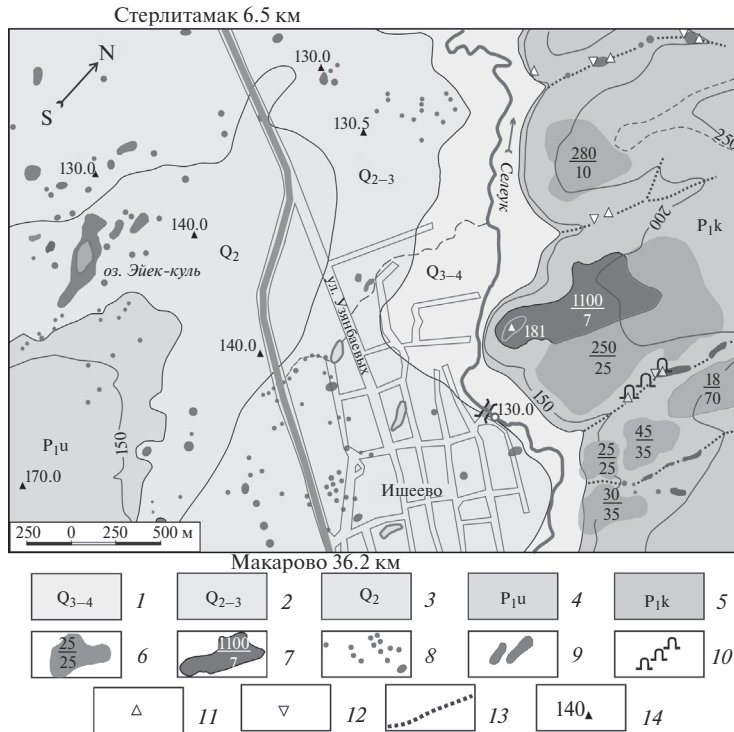 Стерлитамак 6.5 км
N
S
130.0
130.5
130.0
140.0
140.0
130.0
170.0
181
Q₂₋₃
Q₂
Q₃₋₄
P₁k
P₁u
Селеук
оз. Эйек-куль
ул. Узянбаевых
Ишеево
250
200
150
150
280
10
1100
7
250
25
18
70
45
35
25
25
30
35
250 0 250 500 м
Макарово 36.2 км
Q₃₋₄ 1 Q₂₋₃ 2 Q₂ 3 P₁u 4 P₁k 5
25
25
6
1100
7
7 8 9 10
11 12 13 140 14